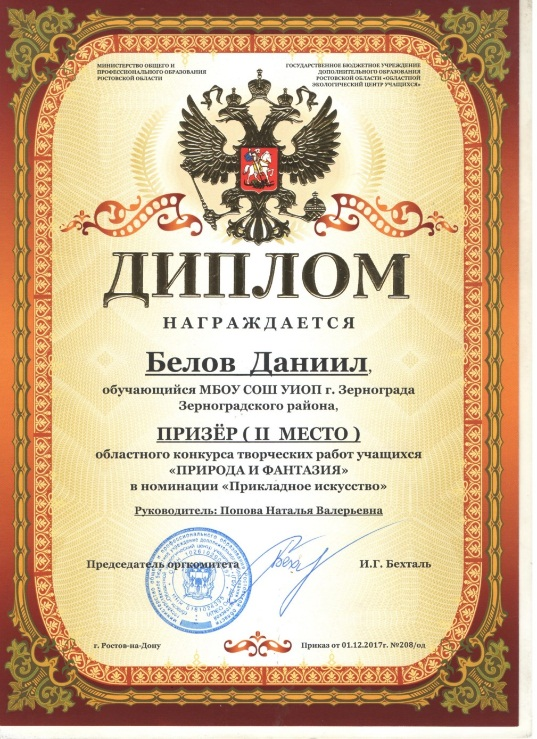 МИНИСТЕРСТВО ОБЩЕГО И
ПРОФЕССИОНАЛЬНОГО ОБРАЗОВАНИЯ
РОСТОВСКОЙ ОБЛАСТИ
ГОСУДАРСТВЕННОЕ БЮДЖЕТНОЕ УЧРЕЖДЕНИЕ
ДОПОЛНИТЕЛЬНОГО ОБРАЗОВАНИЯ
РОСТОВСКОЙ ОБЛАСТИ «ОБЛАСТНОЙ
ЭКОЛОГИЧЕСКИЙ ЦЕНТР УЧАЩИХСЯ»
ДИПЛОМ
НАГРАЖДАЕТСЯ
Белов Даниил,
обучающийся МБОУ СОШ УИОП г. Зернограда
Зерноградского района,
ПРИЗЁР ( II МЕСТО )
областного конкурса творческих работ учащихся
«ПРИРОДА И ФАНТАЗИЯ»
в номинации «Прикладное искусство»
Руководитель: Попова Наталья Валерьевна
Председатель оргкомитета
И.Г. Бехталь
г. Ростов-на-Дону
Приказ от 01.12.2017г. №208/од